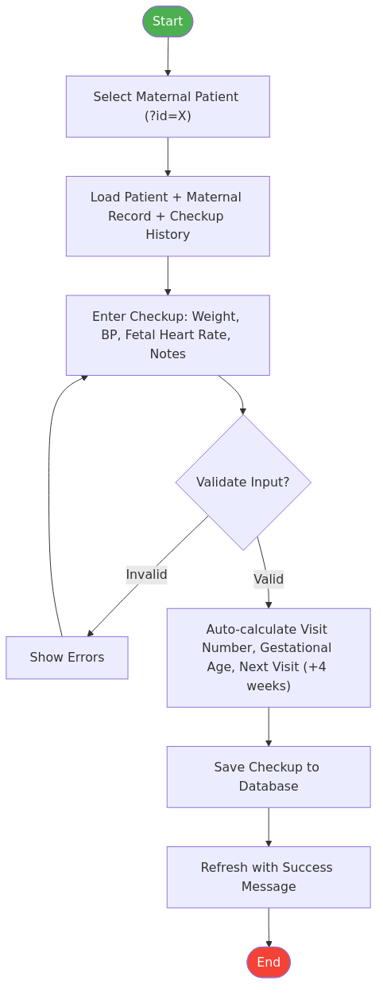 Start
Select Maternal Patient
(?id=X)
Load Patient + Maternal
Record + Checkup
History
Enter Checkup: Weight,
BP, Fetal Heart Rate,
Notes
Validate Input?
Invalid
Valid
Show Errors
Auto-calculate Visit
Number, Gestational
Age, Next Visit (+4
weeks)
Save Checkup to
Database
Refresh with Success
Message
End